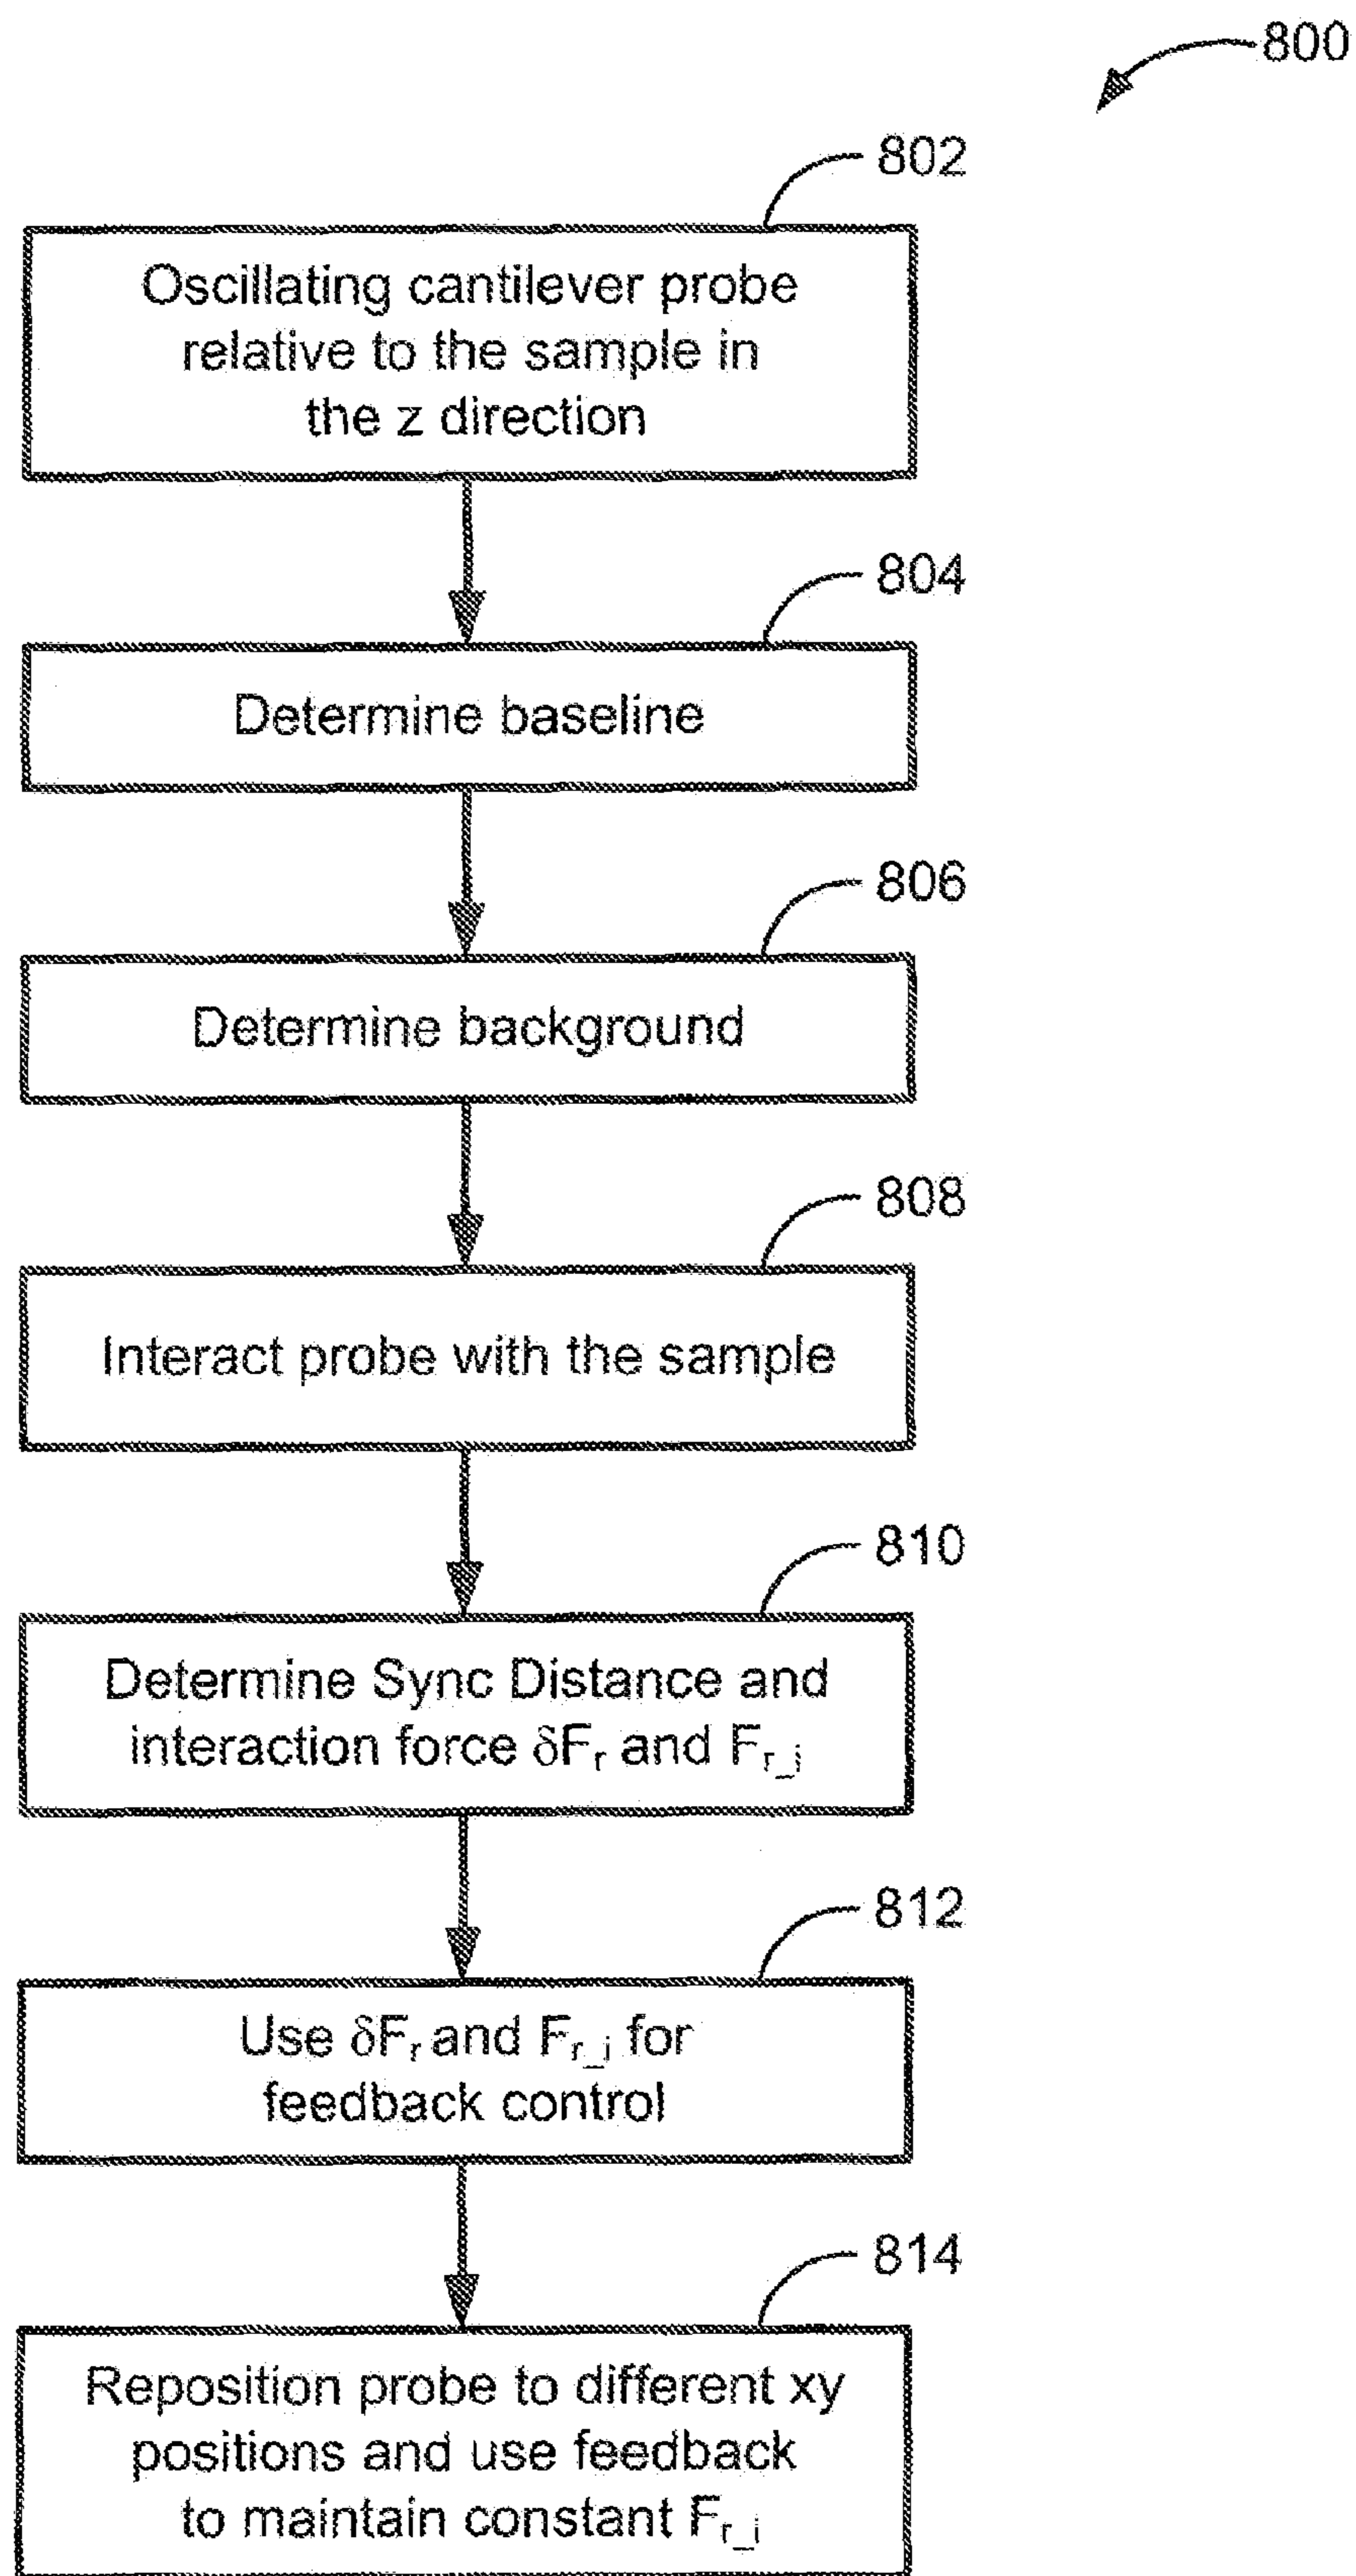 800
802
Oscillating cantilever probe
relative to the sample in
the z direction
804
Determine baseline
806
Determine background
808
Interact probe with the sample
810
Determine Sync Distance and
interaction force δFr and Fr_i
812
Use δFr and Fr_i for
feedback control
814
Reposition probe to different xy
positions and use feedback
to maintain constant Fr_i